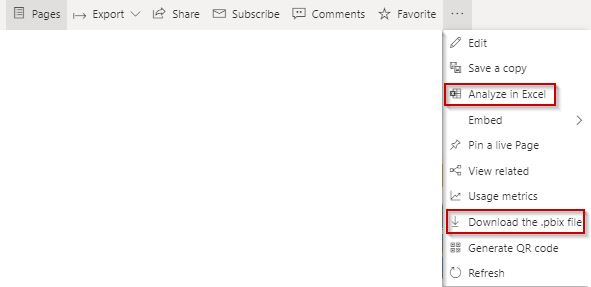 Pages Export Share Subscribe Comments Favorite ...
Edit
Save a copy
Analyze in Excel
Embed
Pin a live Page
View related
Usage metrics
Download the .pbix file
Generate QR code
Refresh